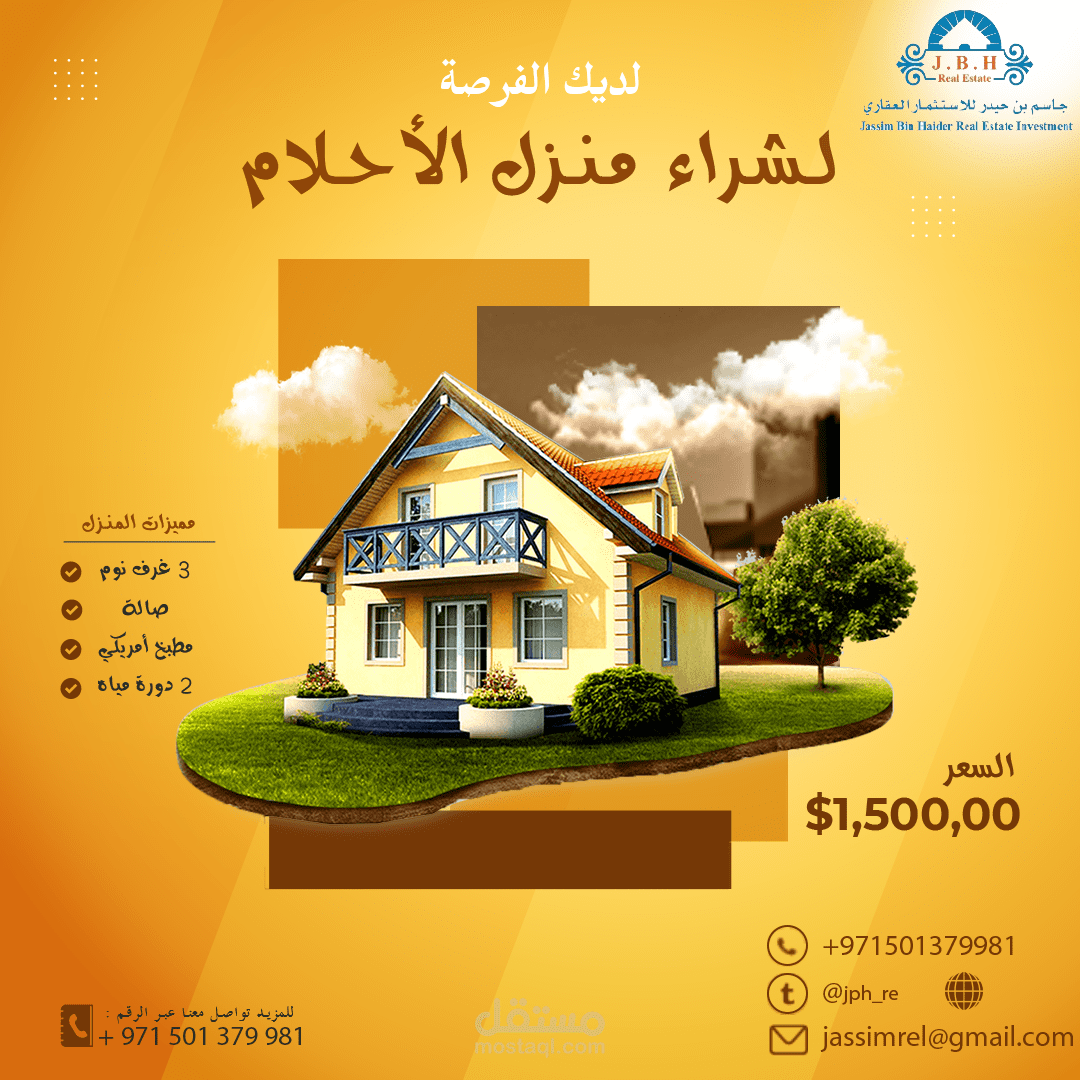 J.B.H
Real Estate
جاسم بن حيدر للاستثمار العقاري
Jassim Bin Haider Real Estate Investment
لديك الفرصة
لشراء منزل الأحلام
مميزات المنزل
3 غرف نوم
صالة
مطبخ أمريكي
2 دورة مياه
السعر
$1,500,00
+971501379981
@jph_re
jassimrel@gmail.com
للمزيد تواصل معنا عبر الرقم :
+ 971 501 379 981
مستقل
mostaql.com